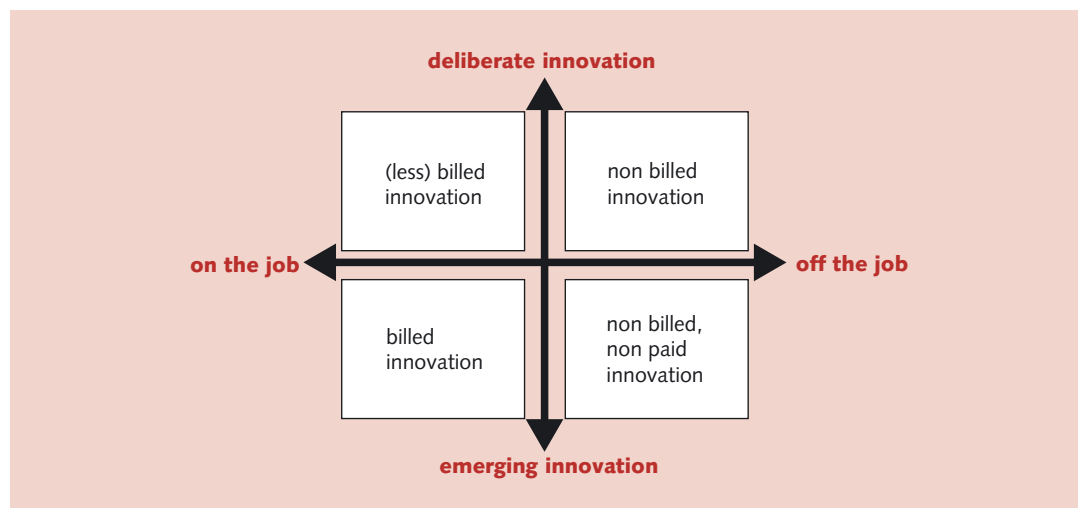 deliberate innovation
(less) billed
innovation
non billed
innovation
on the job
off the job
billed
innovation
non billed,
non paid
innovation
emerging innovation